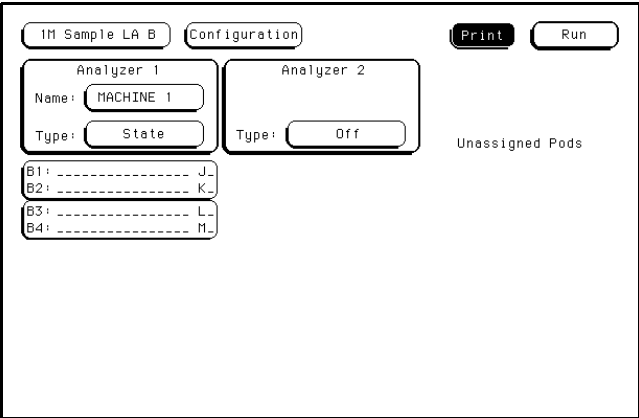 1M Sample LA B Configuration Print Run
Analyzer 1 Analyzer 2
Name: MACHINE 1
Type: State Type: Off
Unassigned Pods
B1: ________________ J_
B2: ________________ K_
B3: ________________ L_
B4: ________________ M_